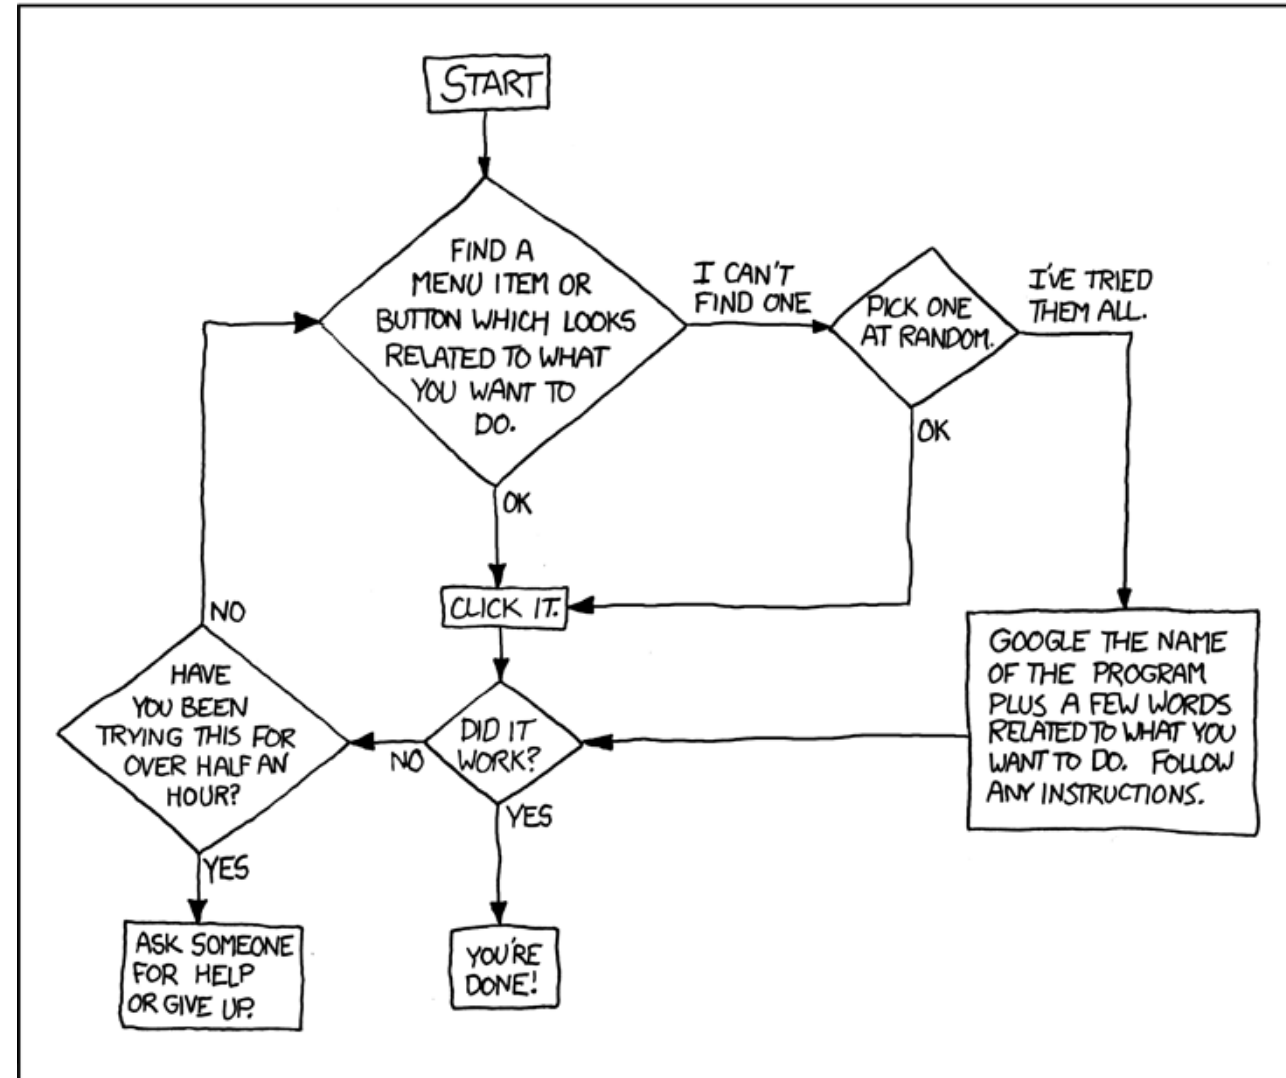 START
FIND A
MENU ITEM OR
BUTTON WHICH LOOKS
RELATED TO WHAT
YOU WANT TO
DO.
I CAN'T
FIND ONE
PICK ONE
AT RANDOM.
I'VE TRIED
THEM ALL.
OK
OK
CLICK IT.
NO
HAVE
YOU BEEN
TRYING THIS FOR
OVER HALF AN
HOUR?
NO
DID IT
WORK?
GOOGLE THE NAME
OF THE PROGRAM
PLUS A FEW WORDS
RELATED TO WHAT YOU
WANT TO DO. FOLLOW
ANY INSTRUCTIONS.
YES
YES
ASK SOMEONE
FOR HELP
OR GIVE UP.
YOU'RE
DONE!